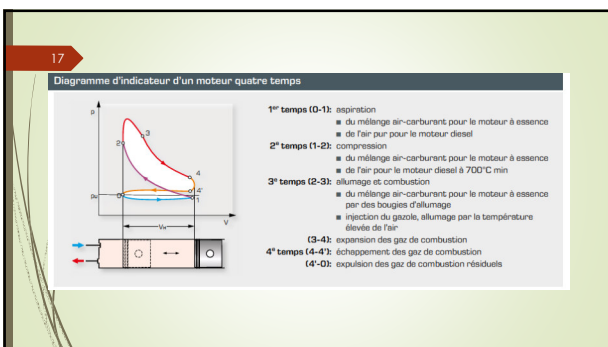 17
Diagramme d'indicateur d'un moteur quatre temps
p
3
2
4
4'
1
V
1er temps (0-1): aspiration
■ du mélange air-carburant pour le moteur à essence
■ de l'air pur pour le moteur diesel
2e temps (1-2): compression
■ du mélange air-carburant pour le moteur à essence
■ de l'air pour le moteur diesel à 700°C min
3e temps (2-3): allumage et combustion
■ du mélange air-carburant pour le moteur à essence
par des bougies d'allumage
■ injection du gazole, allumage par la température
élevée de l'air
(3-4): expansion des gaz de combustion
4e temps (4-4'): échappement des gaz de combustion
(4'-0): expulsion des gaz de combustion résiduels